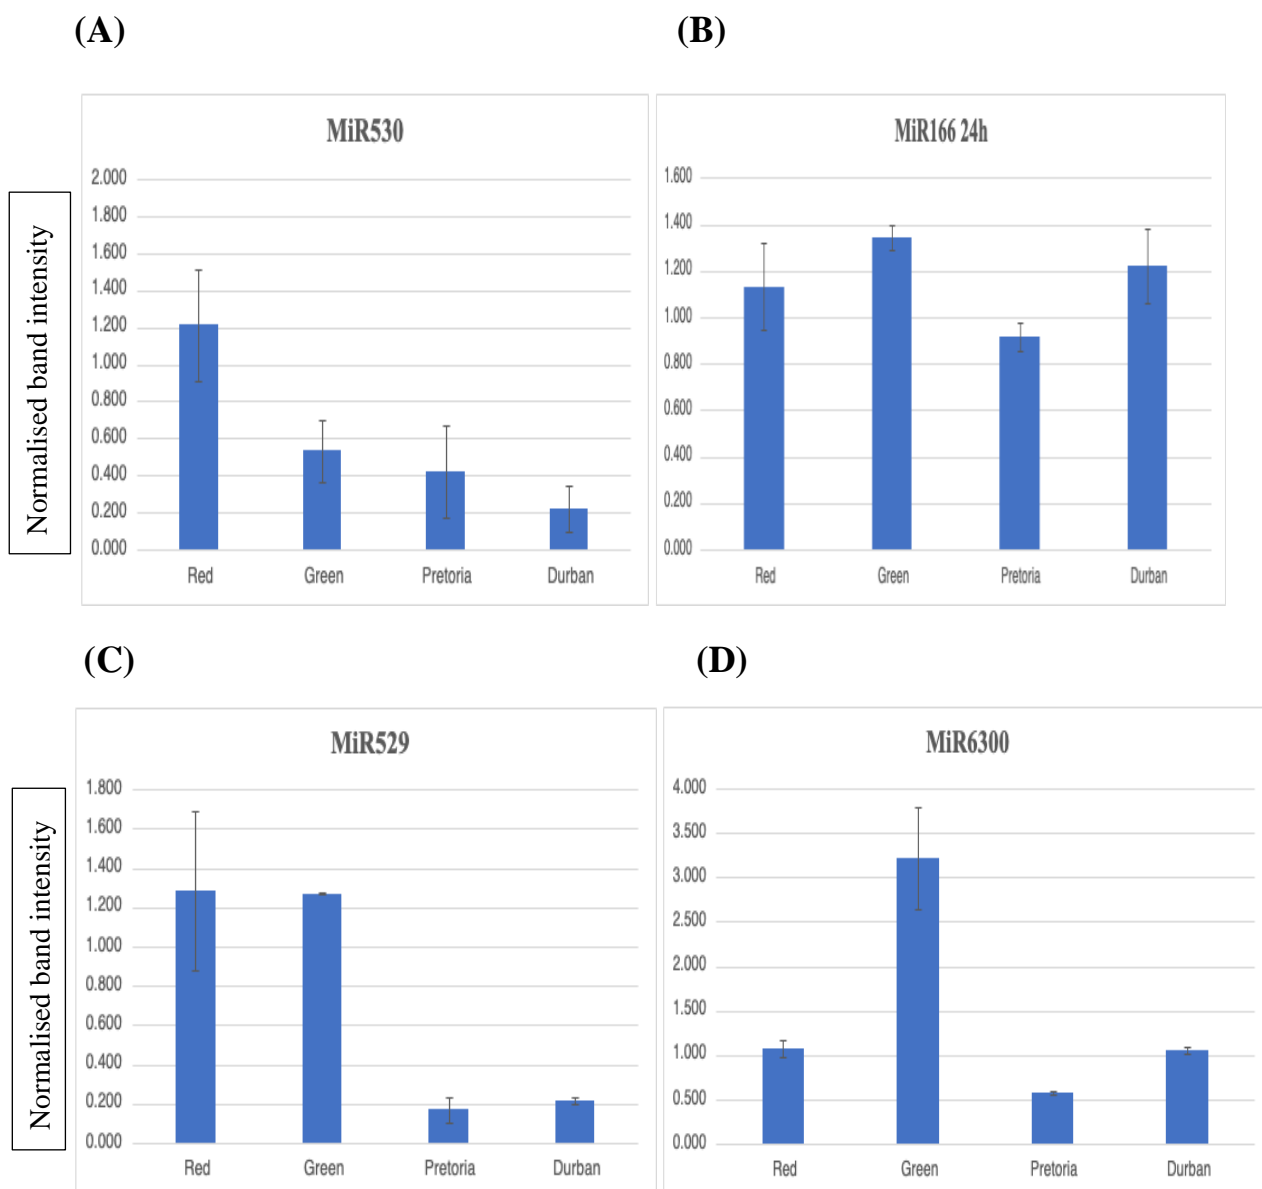 (A)
MiR530
Normalised band intensity
2.000
1.800
1.600
1.400
1.200
1.000
0.800
0.600
0.400
0.200
0.000
Red Green Pretoria Durban
(B)
MiR166 24h
1.600
1.400
1.200
1.000
0.800
0.600
0.400
0.200
0.000
Red Green Pretoria Durban
(C)
MiR529
Normalised band intensity
1.800
1.600
1.400
1.200
1.000
0.800
0.600
0.400
0.200
0.000
Red Green Pretoria Durban
(D)
MiR6300
4.000
3.500
3.000
2.500
2.000
1.500
1.000
0.500
0.000
Red Green Pretoria Durban